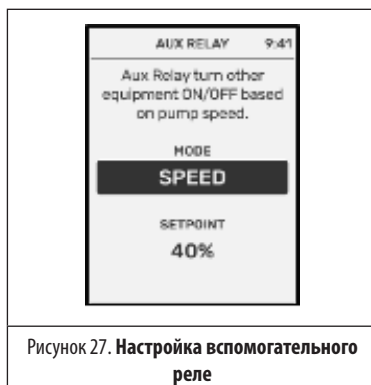 AUX RELAY 9:41
Aux Relay turn other
equipment ON/OFF based
on pump speed.
MODE
SPEED
SETPOINT
40%
Рисунок 27. Настройка вспомогательного
реле